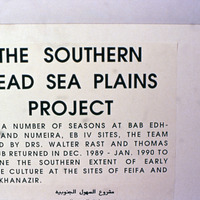 THE SOUTHERN
EAD SEA PLAINS
PROJECT
A NUMBER OF SEASONS AT BAB EDH-
AND NUMEIRA, EB IV SITES, THE TEAM
BY DRS. WALTER RAST AND THOMAS
UB RETURNED IN DEC. 1989 - JAN. 1990 TO
NE THE SOUTHERN EXTENT OF EARLY
E CULTURE AT THE SITES OF FEIFA AND
KHANAZIR.
مشروع السهول الجنوبيه